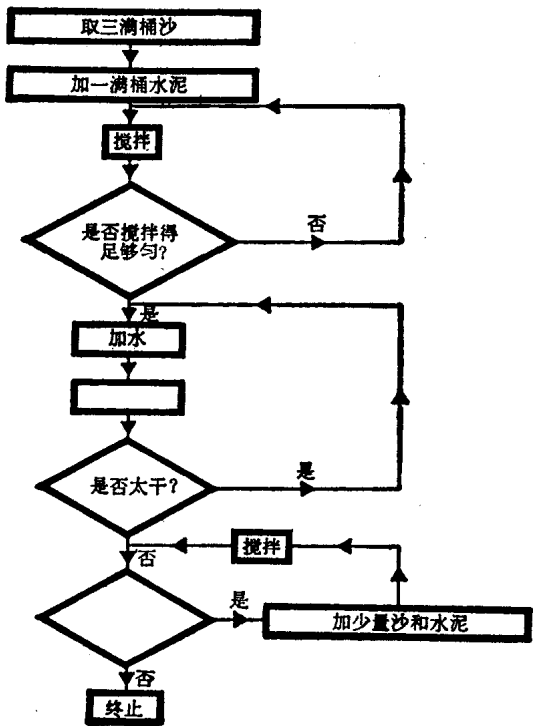 取三满桶沙
加一满桶水泥
搅拌
是否搅拌得
足够匀?
否
是
加水
是否太干?
是
搅拌
否
是
加少量沙和水泥
否
终止